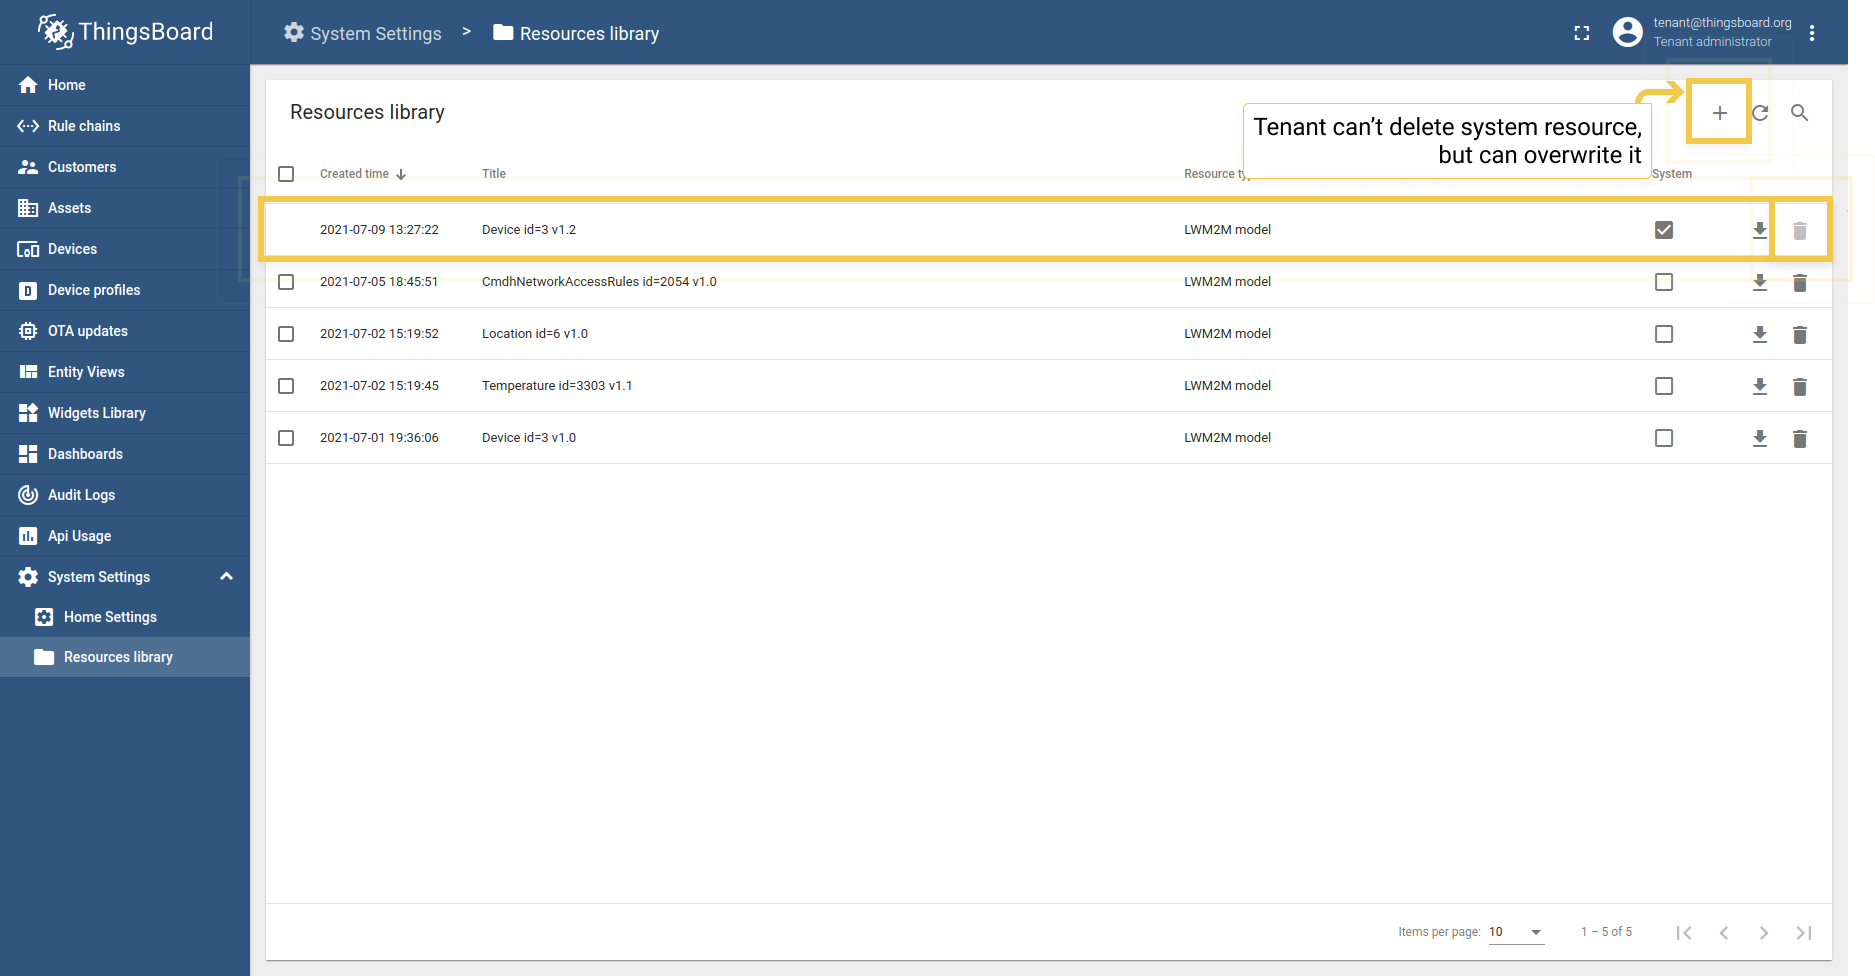 ThingsBoard
System Settings > Resources library
tenant@thingsboard.org
Tenant administrator
Home
Rule chains
Customers
Assets
Devices
Device profiles
OTA updates
Entity Views
Widgets Library
Dashboards
Audit Logs
Api Usage
System Settings
Home Settings
Resources library
Resources library
Tenant can’t delete system resource,
but can overwrite it
Created time Title Resource System
2021-07-09 13:27:22 Device id=3 v1.2 LWM2M model
2021-07-05 18:45:51 CmdhNetworkAccessRules id=2054 v1.0 LWM2M model
2021-07-02 15:19:52 Location id=6 v1.0 LWM2M model
2021-07-02 15:19:45 Temperature id=3303 v1.1 LWM2M model
2021-07-01 19:36:06 Device id=3 v1.0 LWM2M model
Items per page: 10 1 – 5 of 5